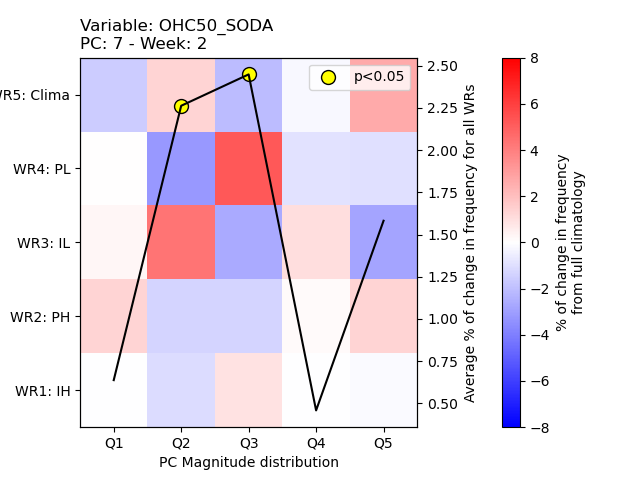 Variable: OHC50_SODA
PC: 7 - Week: 2
p<0.05
WR5: Clima
WR4: PL
WR3: IL
WR2: PH
WR1: IH
Q1 Q2 Q3 Q4 Q5
PC Magnitude distribution
2.50
2.25
2.00
1.75
1.50
1.25
1.00
0.75
0.50
Average % of change in frequency for all WRs
8
6
4
2
0
−2
−4
−6
−8
% of change in frequency
from full climatology